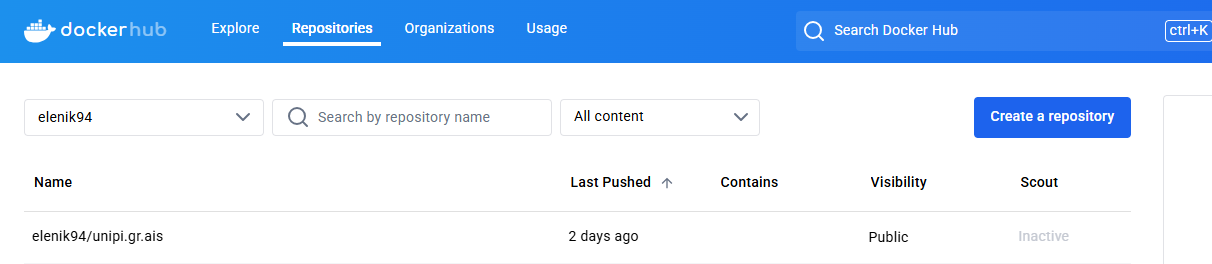 dockerhub Explore Repositories Organizations Usage Search Docker Hub ctrl+K
elenik94 Search by repository name All content Create a repository
Name Last Pushed Contains Visibility Scout
elenik94/unipi.gr.ais 2 days ago Public Inactive